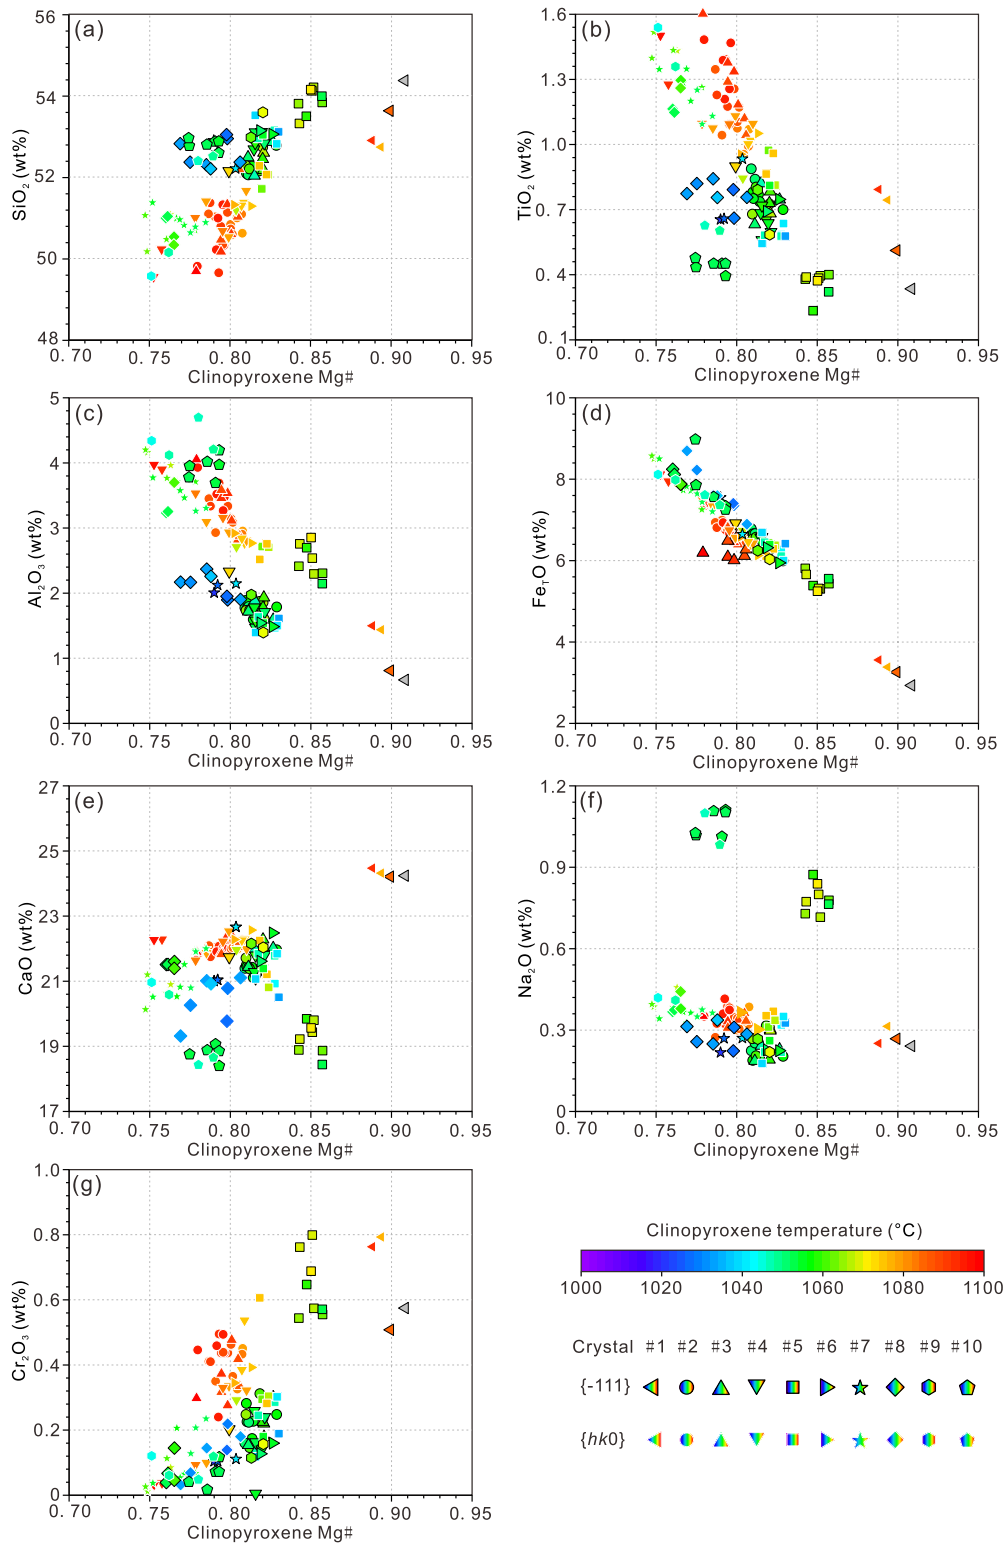 56
54
52
50
48
(a)
SiO2 (wt%)
0.70 0.75 0.80 0.85 0.90 0.95
Clinopyroxene Mg#
1.6
1.3
1.0
0.7
0.4
0.1
(b)
TiO2 (wt%)
0.70 0.75 0.80 0.85 0.90 0.95
Clinopyroxene Mg#
5
4
3
2
1
0
(c)
Al2O3 (wt%)
0.70 0.75 0.80 0.85 0.90 0.95
Clinopyroxene Mg#
10
8
6
4
2
(d)
FeTO (wt%)
0.70 0.75 0.80 0.85 0.90 0.95
Clinopyroxene Mg#
27
25
23
21
19
17
(e)
CaO (wt%)
0.70 0.75 0.80 0.85 0.90 0.95
Clinopyroxene Mg#
1.2
0.9
0.6
0.3
0
(f)
Na2O (wt%)
0.70 0.75 0.80 0.85 0.90 0.95
Clinopyroxene Mg#
1.0
0.8
0.6
0.4
0.2
0
(g)
Cr2O3 (wt%)
0.70 0.75 0.80 0.85 0.90 0.95
Clinopyroxene Mg#
Clinopyroxene temperature (°C)
1000 1020 1040 1060 1080 1100
Crystal #1 #2 #3 #4 #5 #6 #7 #8 #9 #10
{-111}
{hk0}